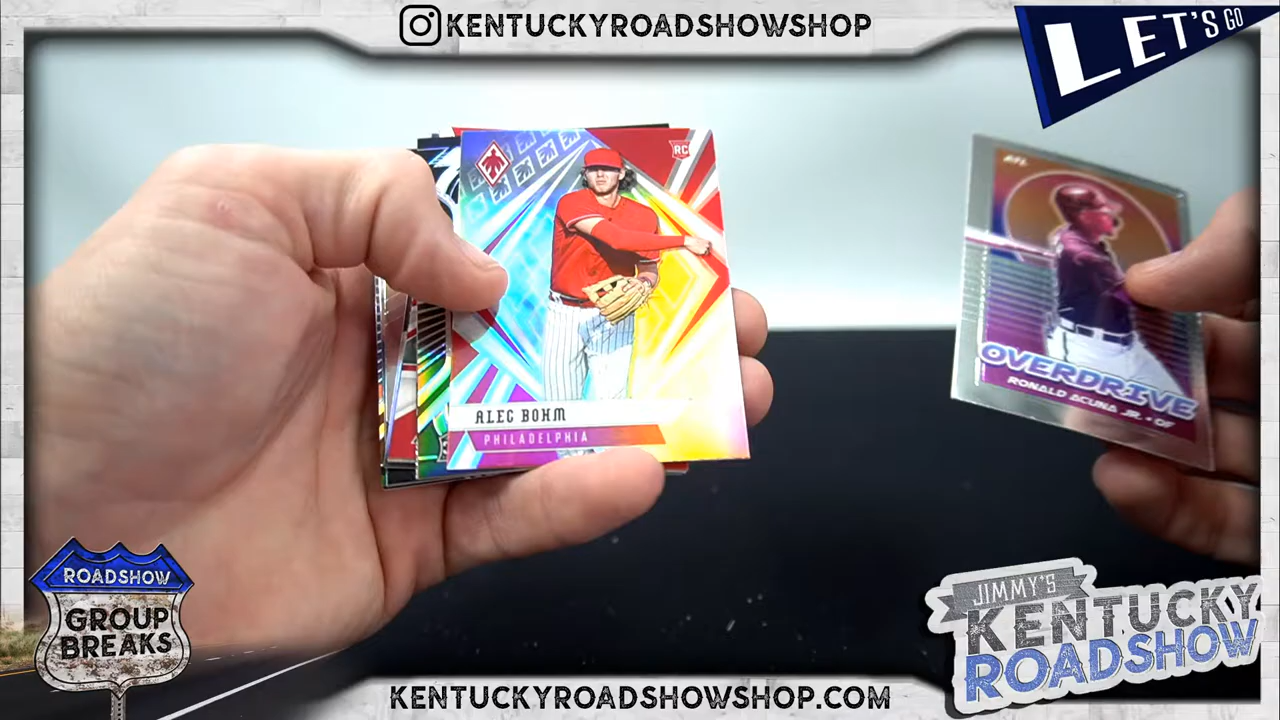 KENTUCKYROADSHOWSHOP
LET'S GO
RC
ALEC BOHM
PHILADELPHIA
ATL
OVERDRIVE
RONALD ACUNA JR. • OF
ROADSHOW
GROUP
BREAKS
JIMMY'S
KENTUCKY
ROADSHOW
KENTUCKYROADSHOWSHOP.COM